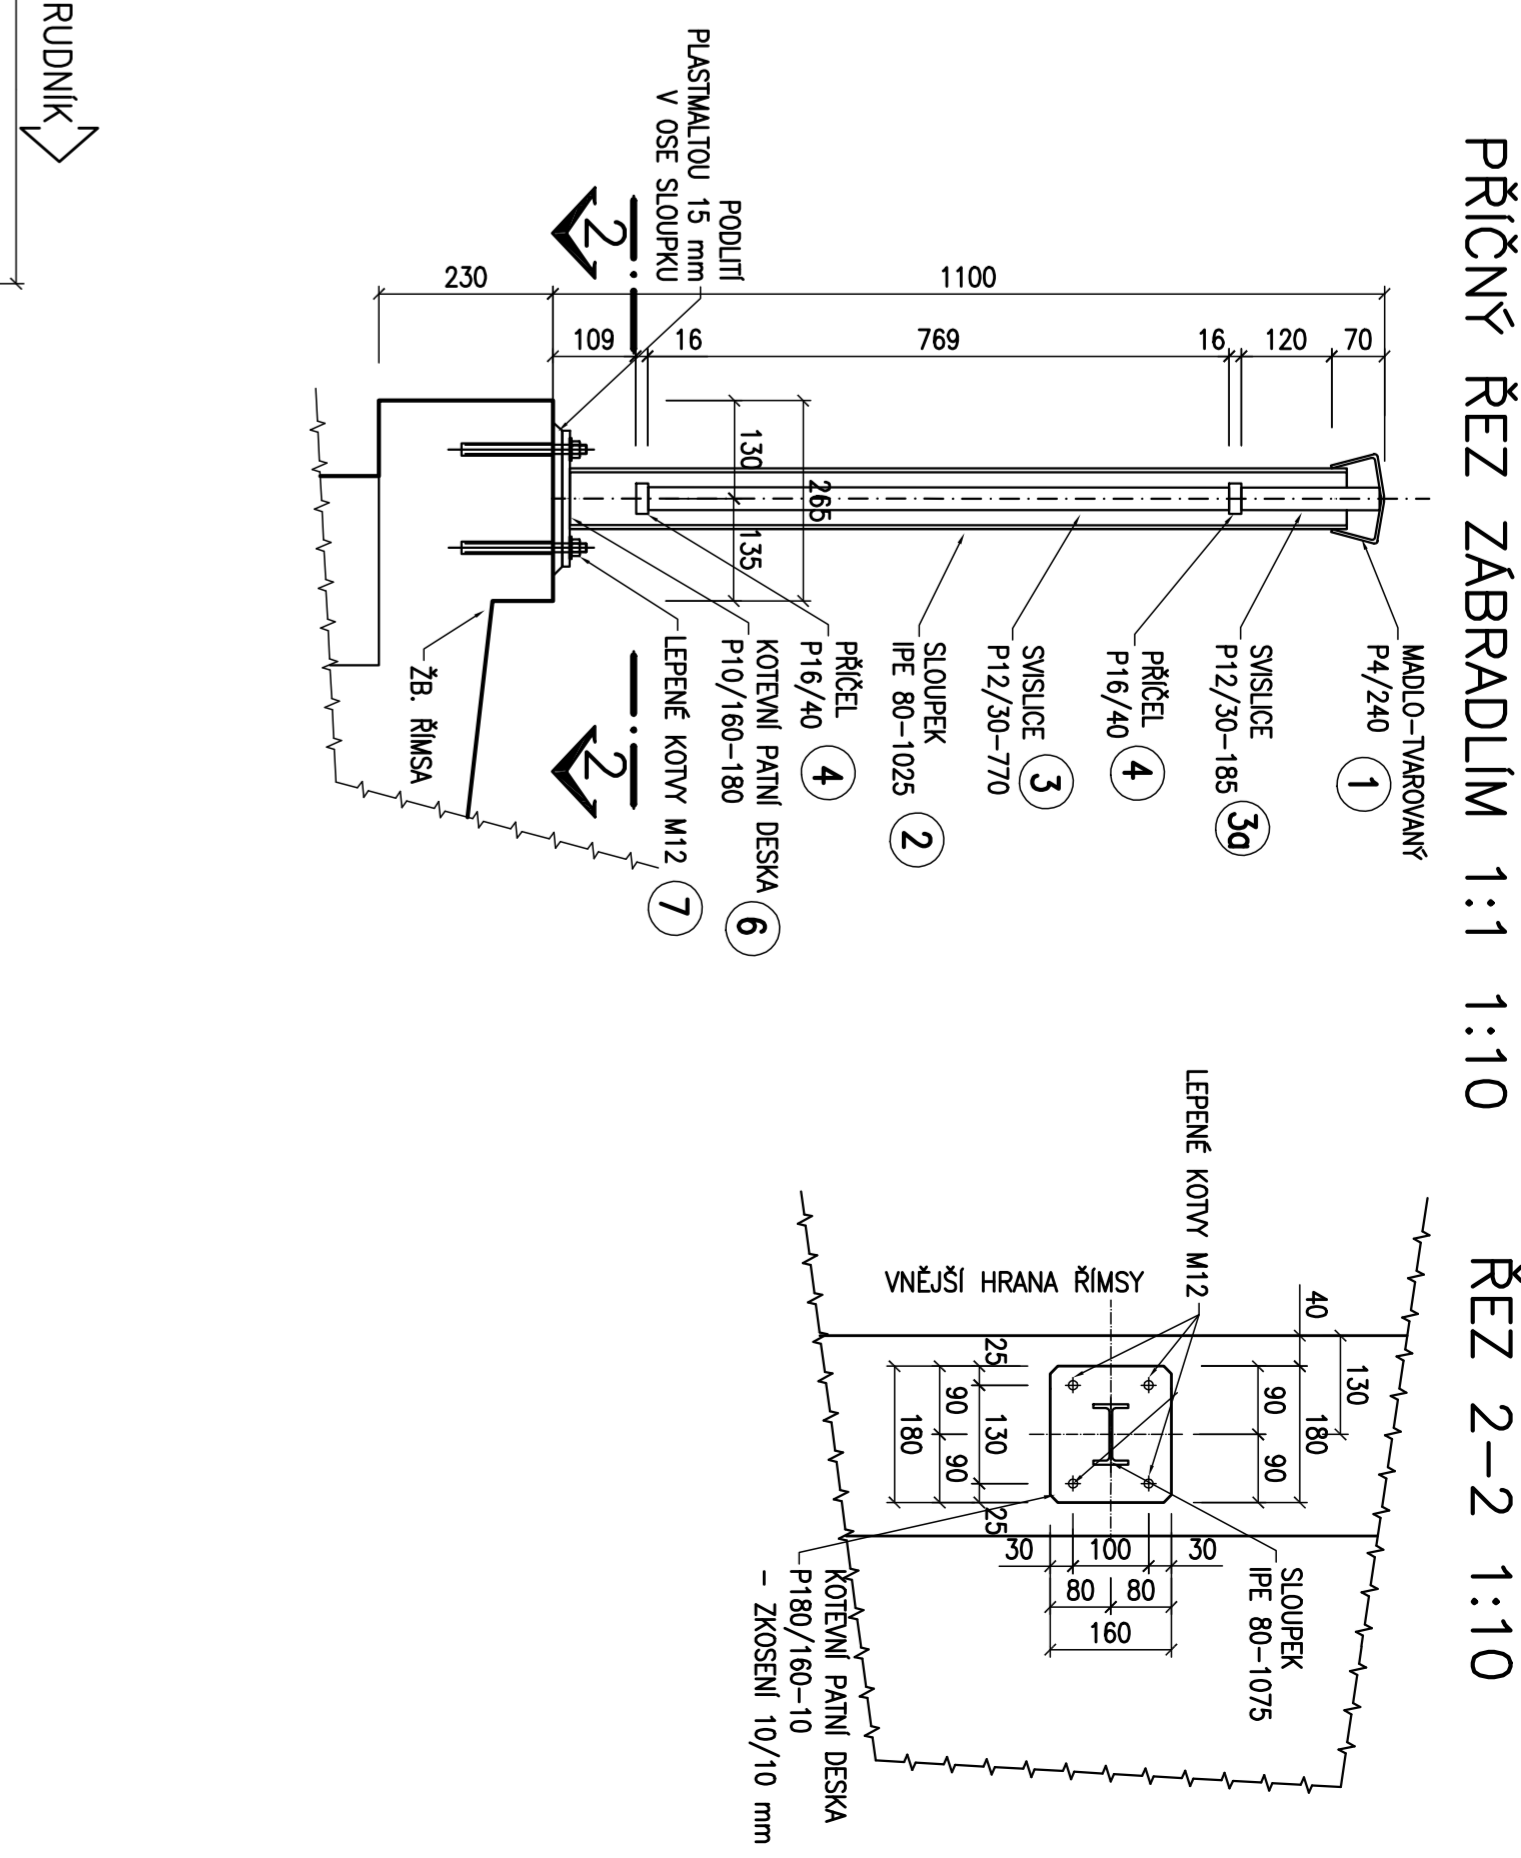 PŘÍČNÝ ŘEZ ZÁBRADLÍM 1:1 1:10
ŘEZ 2-2 1:10
RUDNÍK
PODLITÍ
PLASTMALTOU 15 mm
V OSE SLOUPKU
2
2
230
1100
109
16
769
16
120
70
130
265
135
MADLO-TVAROVANÝ
P4/240
1
SVISLICE
P12/30-185
3a
PŘÍČEL
P16/40
4
SVISLICE
P12/30-770
3
SLOUPEK
IPE 80-1025
2
PŘÍČEL
P16/40
4
KOTEVNÍ PATNÍ DESKA
P10/160-180
6
LEPENÉ KOTVY M12
7
ŽB. ŘÍMSA
LEPENÉ KOTVY M12
VNĚJŠÍ HRANA ŘÍMSY
40
130
90
180
90
25
90
130
180
90
25
30
100
30
80
80
160
SLOUPEK
IPE 80-1075
KOTEVNÍ PATNÍ DESKA
P180/160-10
- ZKOSENÍ 10/10 mm